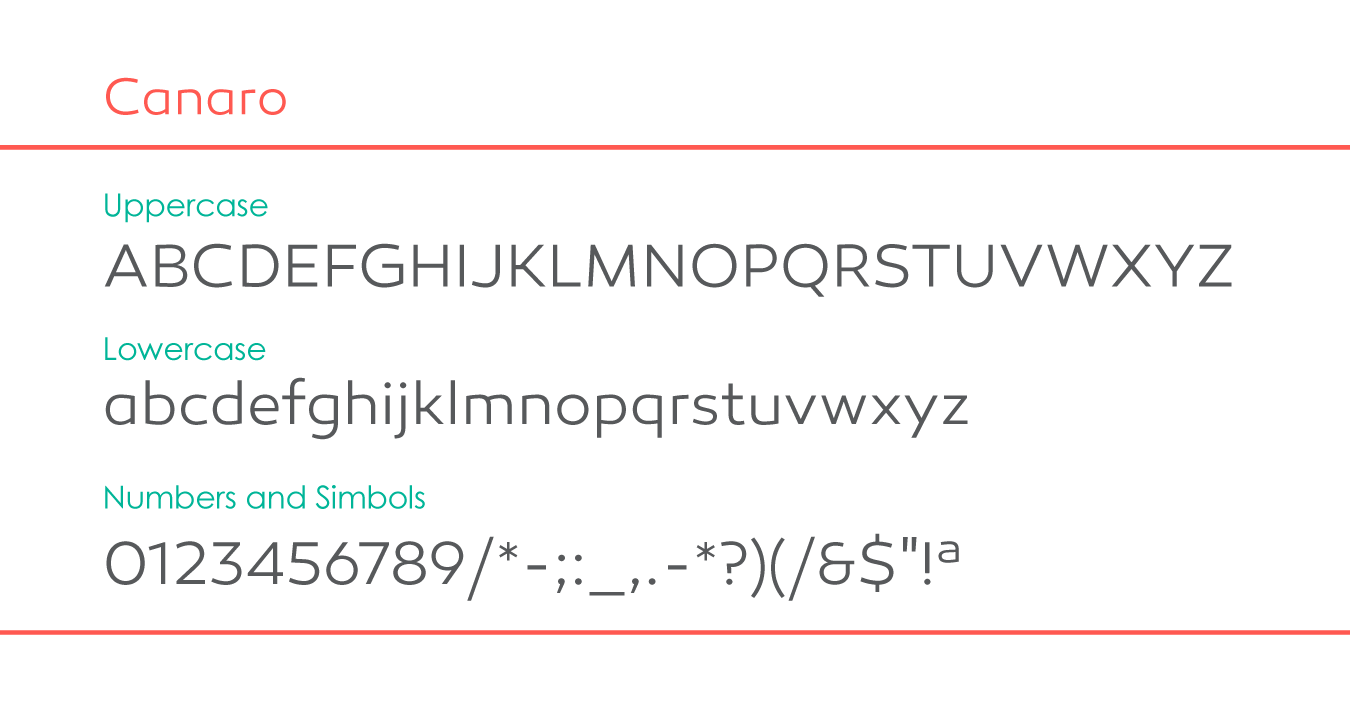 Canaro
Uppercase
ABCDEFGHIJKLMNOPQRSTUVWXYZ
Lowercase
abcdefghijklmnopqrstuvwxyz
Numbers and Simbols
0123456789/*-;:_,.-*?)(/&$"!ª